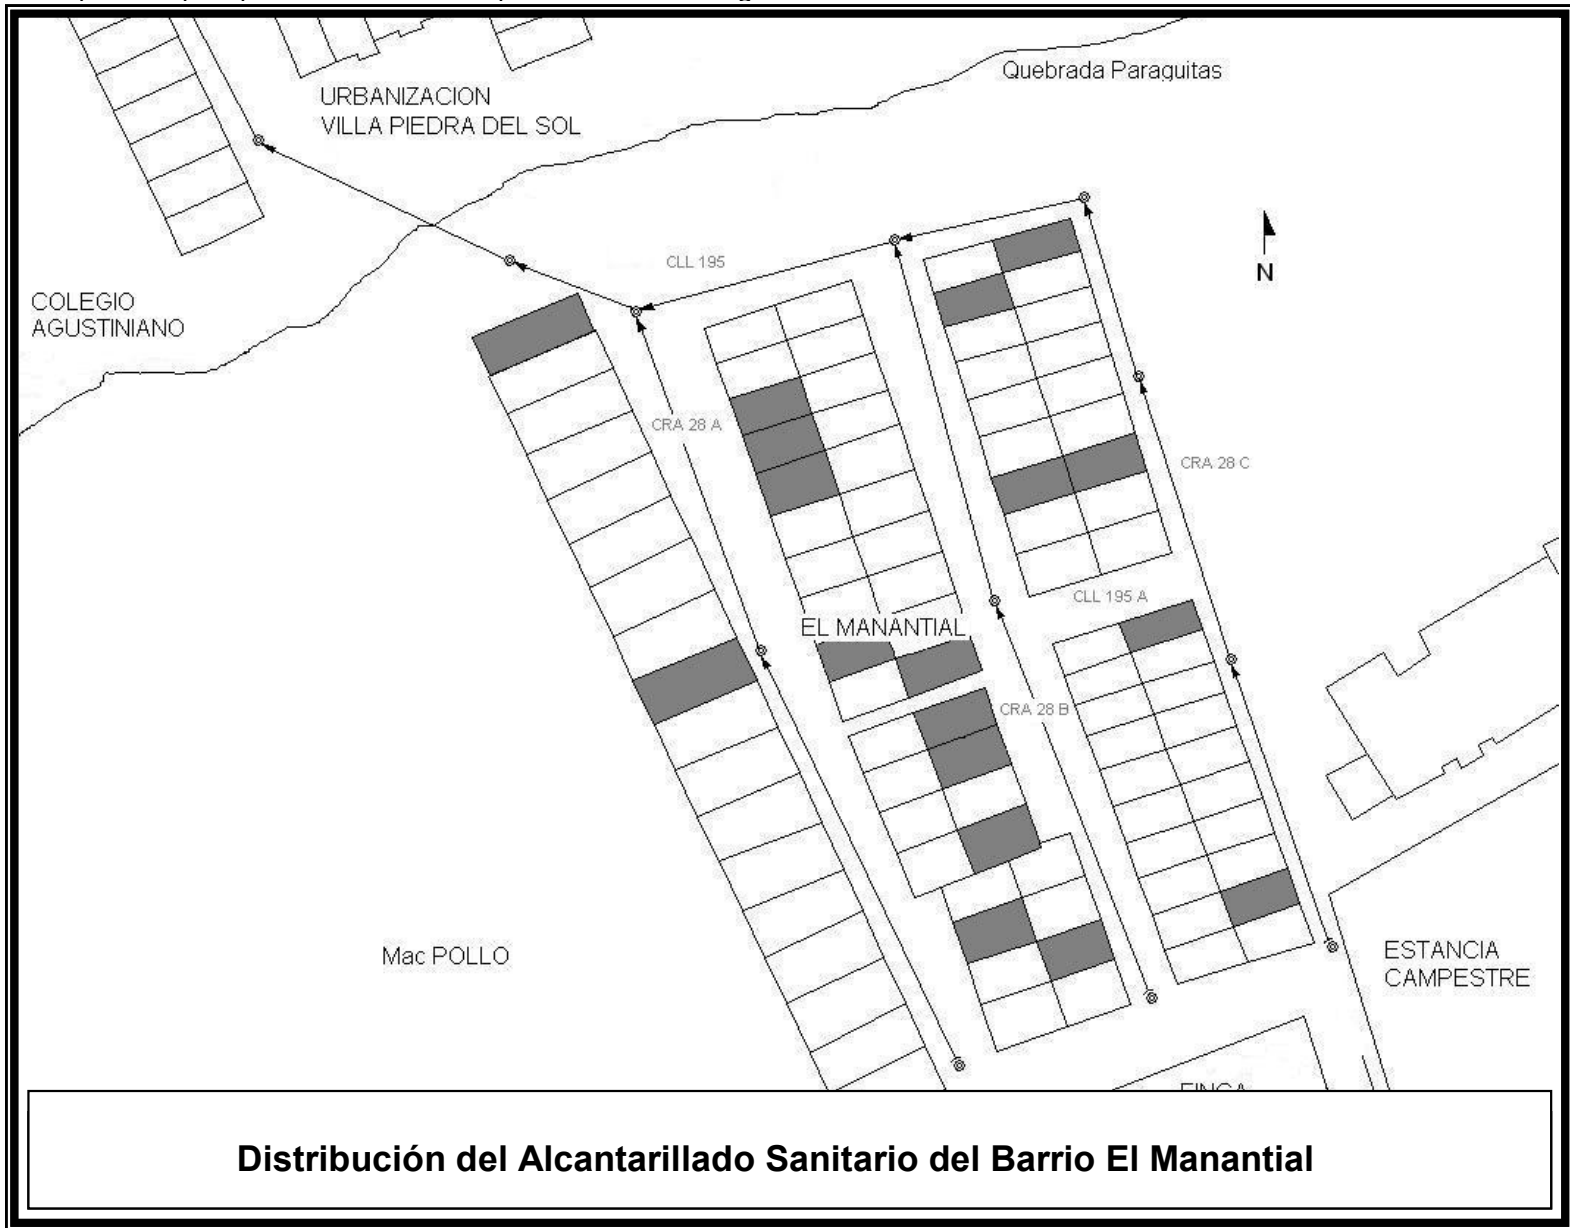 Quebrada Paraguitas
URBANIZACION
VILLA PIEDRA DEL SOL
CLL 195
N
COLEGIO
AGUSTINIANO
CRA 28 A
CRA 28 C
CLL 195 A
EL MANANTIAL
CRA 28 B
Mac POLLO
ESTANCIA
CAMPESTRE
FINCA
Distribución del Alcantarillado Sanitario del Barrio El Manantial